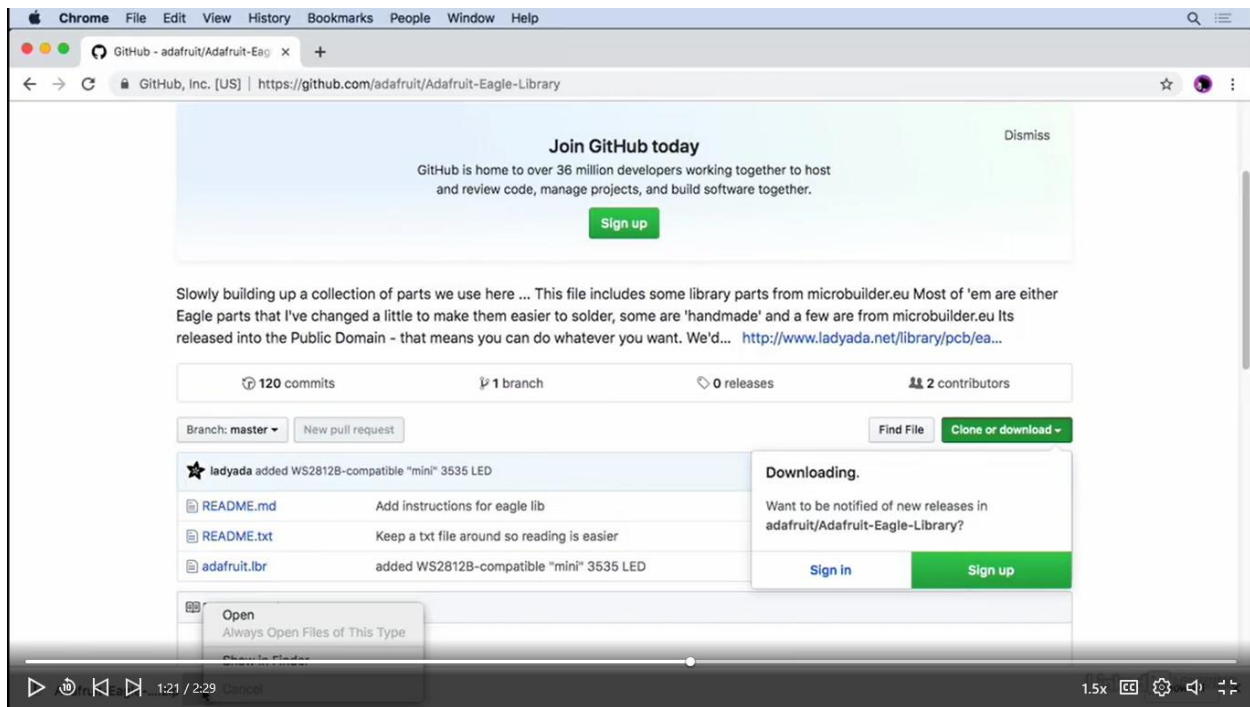 Chrome File Edit View History Bookmarks People Window Help
GitHub - adafruit/Adafruit-Eag
GitHub, Inc. [US] | https://github.com/adafruit/Adafruit-Eagle-Library
Dismiss
Join GitHub today
GitHub is home to over 36 million developers working together to host
and review code, manage projects, and build software together.
Sign up
Slowly building up a collection of parts we use here ... This file includes some library parts from microbuilder.eu Most of 'em are either
Eagle parts that I've changed a little to make them easier to solder, some are 'handmade' and a few are from microbuilder.eu Its
released into the Public Domain - that means you can do whatever you want. We'd... http://www.ladyada.net/library/pcb/ea...
120 commits 1 branch 0 releases 2 contributors
Branch: master New pull request Find File Clone or download
ladyada added WS2812B-compatible "mini" 3535 LED
README.md Add instructions for eagle lib
README.txt Keep a txt file around so reading is easier
adafruit.lbr added WS2812B-compatible "mini" 3535 LED
Downloading.
Want to be notified of new releases in
adafruit/Adafruit-Eagle-Library?
Sign in Sign up
Open
Always Open Files of This Type
Show in Finder
Cancel
10 1:21 / 2:29 1.5x CC